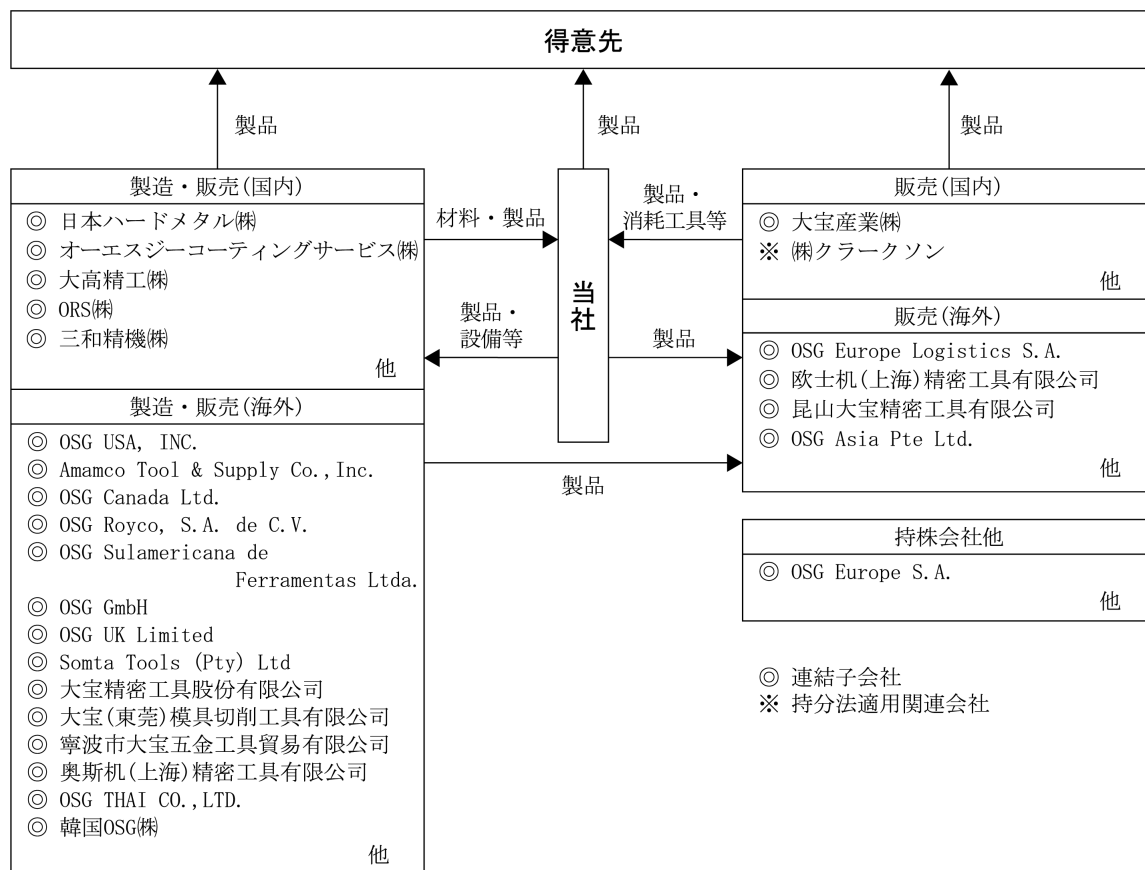 得意先
製品
製品
製品
製造・販売(国内)
◎ 日本ハードメタル㈱
◎ オーエスジーコーティングサービス㈱
◎ 大高精工㈱
◎ ORS㈱
◎ 三和精機㈱
他
製造・販売(海外)
◎ OSG USA, INC.
◎ Amamco Tool & Supply Co.,Inc.
◎ OSG Canada Ltd.
◎ OSG Royco, S.A. de C.V.
◎ OSG Sulamericana de
Ferramentas Ltda.
◎ OSG GmbH
◎ OSG UK Limited
◎ Somta Tools (Pty) Ltd
◎ 大宝精密工具股份有限公司
◎ 大宝(東莞)模具切削工具有限公司
◎ 寧波市大宝五金工具貿易有限公司
◎ 奥斯机(上海)精密工具有限公司
◎ OSG THAI CO.,LTD.
◎ 韓国OSG㈱
他
材料・製品
製品・
設備等
当社
製品・
消耗工具等
製品
製品
販売(国内)
◎ 大宝産業㈱
※ ㈱クラークソン
他
販売(海外)
◎ OSG Europe Logistics S.A.
◎ 欧士机(上海)精密工具有限公司
◎ 昆山大宝精密工具有限公司
◎ OSG Asia Pte Ltd.
他
持株会社他
◎ OSG Europe S.A.
他
◎ 連結子会社
※ 持分法適用関連会社